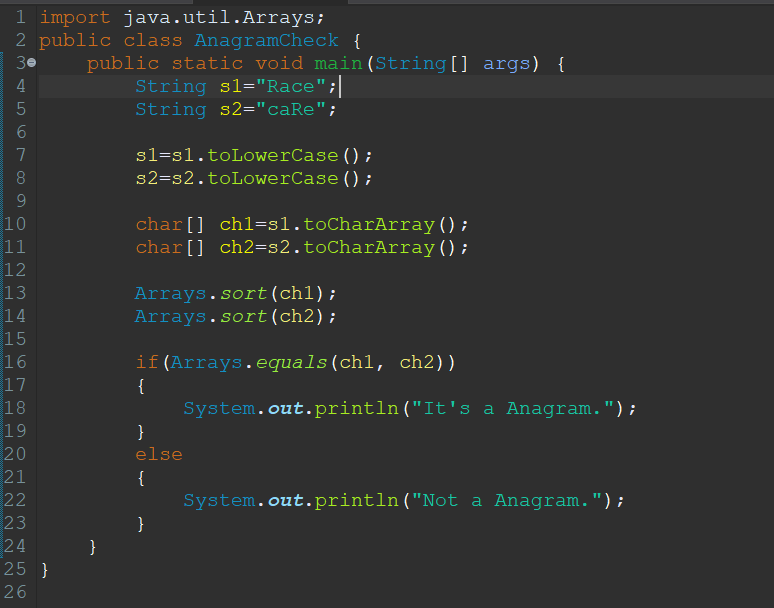 1 import java.util.Arrays;
2 public class AnagramCheck {
3     public static void main(String[] args) {
4         String s1="Race";
5         String s2="caRe";
6
7         s1=s1.toLowerCase();
8         s2=s2.toLowerCase();
9
10         char[] ch1=s1.toCharArray();
11         char[] ch2=s2.toCharArray();
12
13         Arrays.sort(ch1);
14         Arrays.sort(ch2);
15
16         if(Arrays.equals(ch1, ch2))
17         {
18             System.out.println("It's a Anagram.");
19         }
20         else
21         {
22             System.out.println("Not a Anagram.");
23         }
24     }
25 }
26